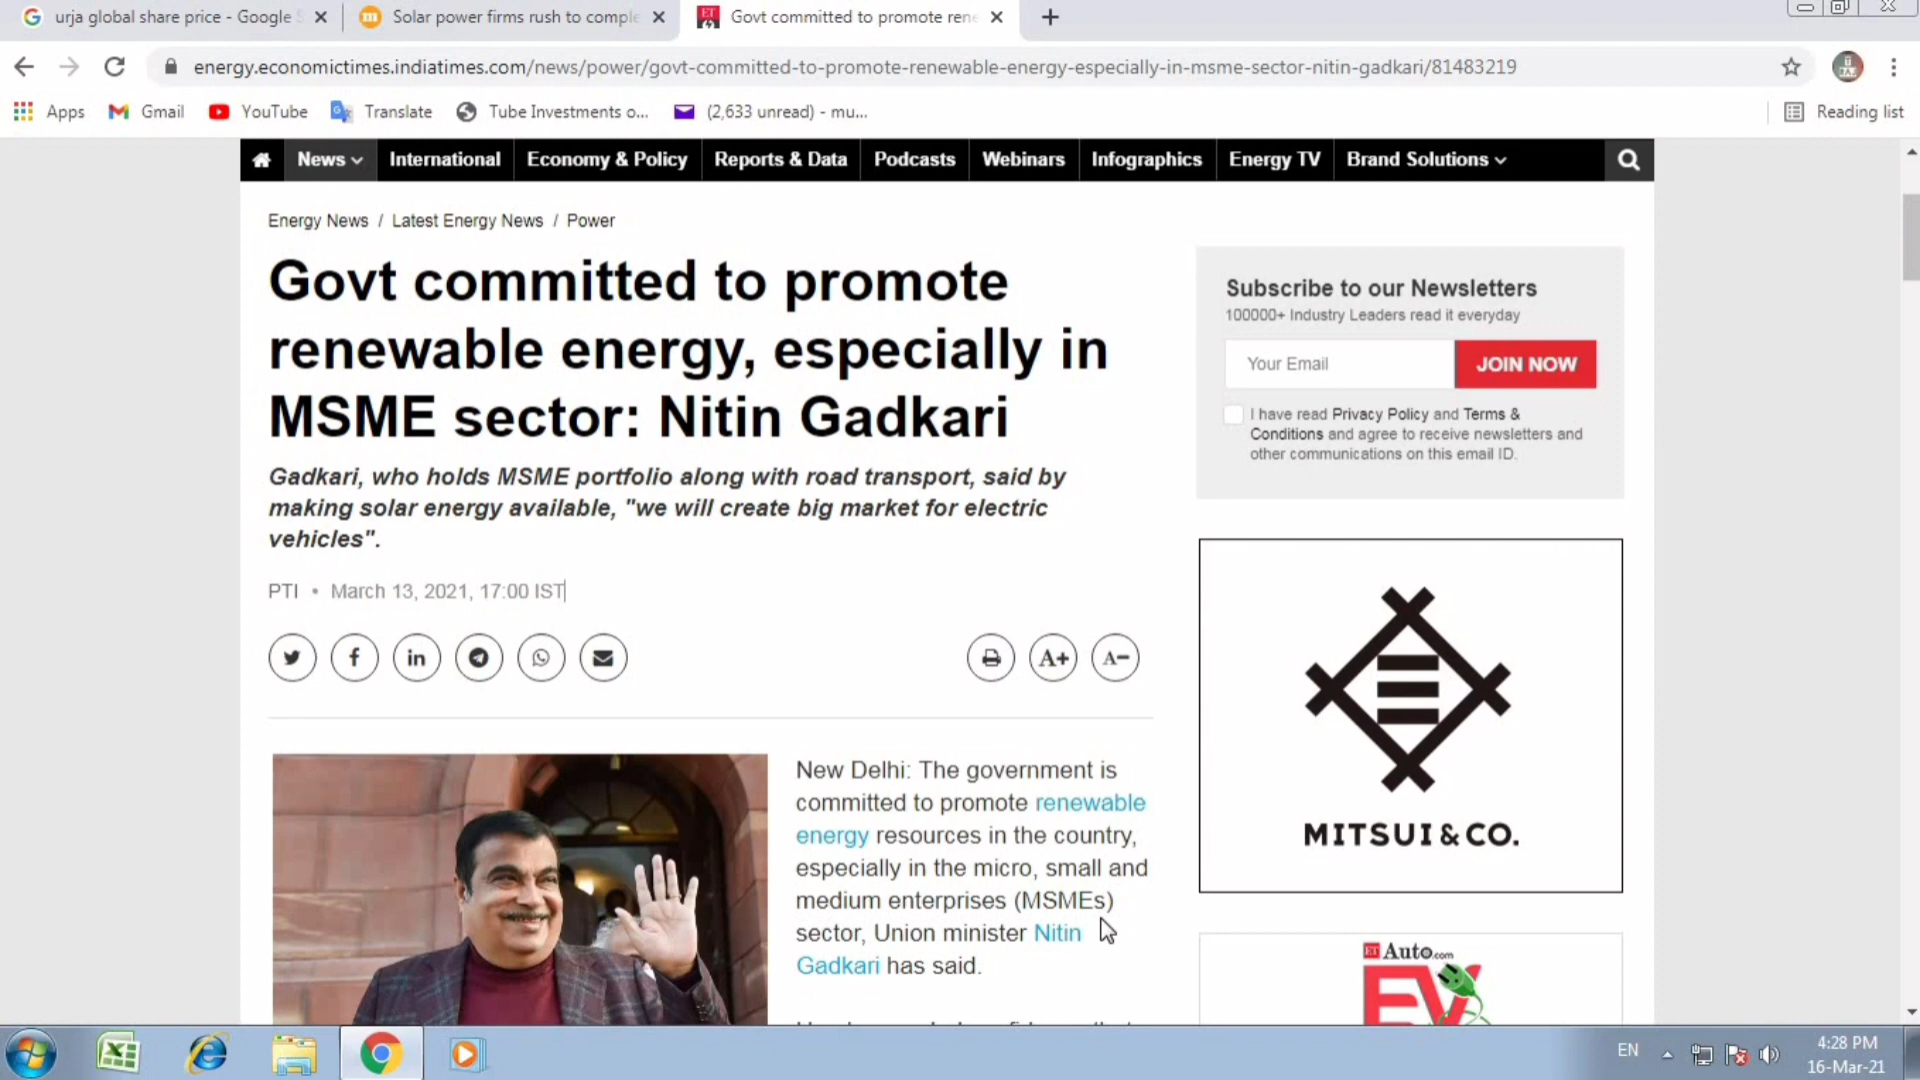 urja global share price - Google S
Solar power firms rush to comple
Govt committed to promote rene
energy.economictimes.indiatimes.com/news/power/govt-committed-to-promote-renewable-energy-especially-in-msme-sector-nitin-gadkari/81483219
Apps
Gmail
YouTube
Translate
Tube Investments o...
(2,633 unread) - mu...
Reading list
News
International
Economy & Policy
Reports & Data
Podcasts
Webinars
Infographics
Energy TV
Brand Solutions
Energy News / Latest Energy News / Power
Govt committed to promote
renewable energy, especially in
MSME sector: Nitin Gadkari
Gadkari, who holds MSME portfolio along with road transport, said by
making solar energy available, "we will create big market for electric
vehicles".
PTI • March 13, 2021, 17:00 IST
A+
A-
New Delhi: The government is
committed to promote renewable
energy resources in the country,
especially in the micro, small and
medium enterprises (MSMEs)
sector, Union minister Nitin
Gadkari has said.
Subscribe to our Newsletters
100000+ Industry Leaders read it everyday
Your Email
JOIN NOW
I have read Privacy Policy and Terms &
Conditions and agree to receive newsletters and
other communications on this email ID.
MITSUI & CO.
ET Auto.com
EV
EN
4:28 PM
16-Mar-21